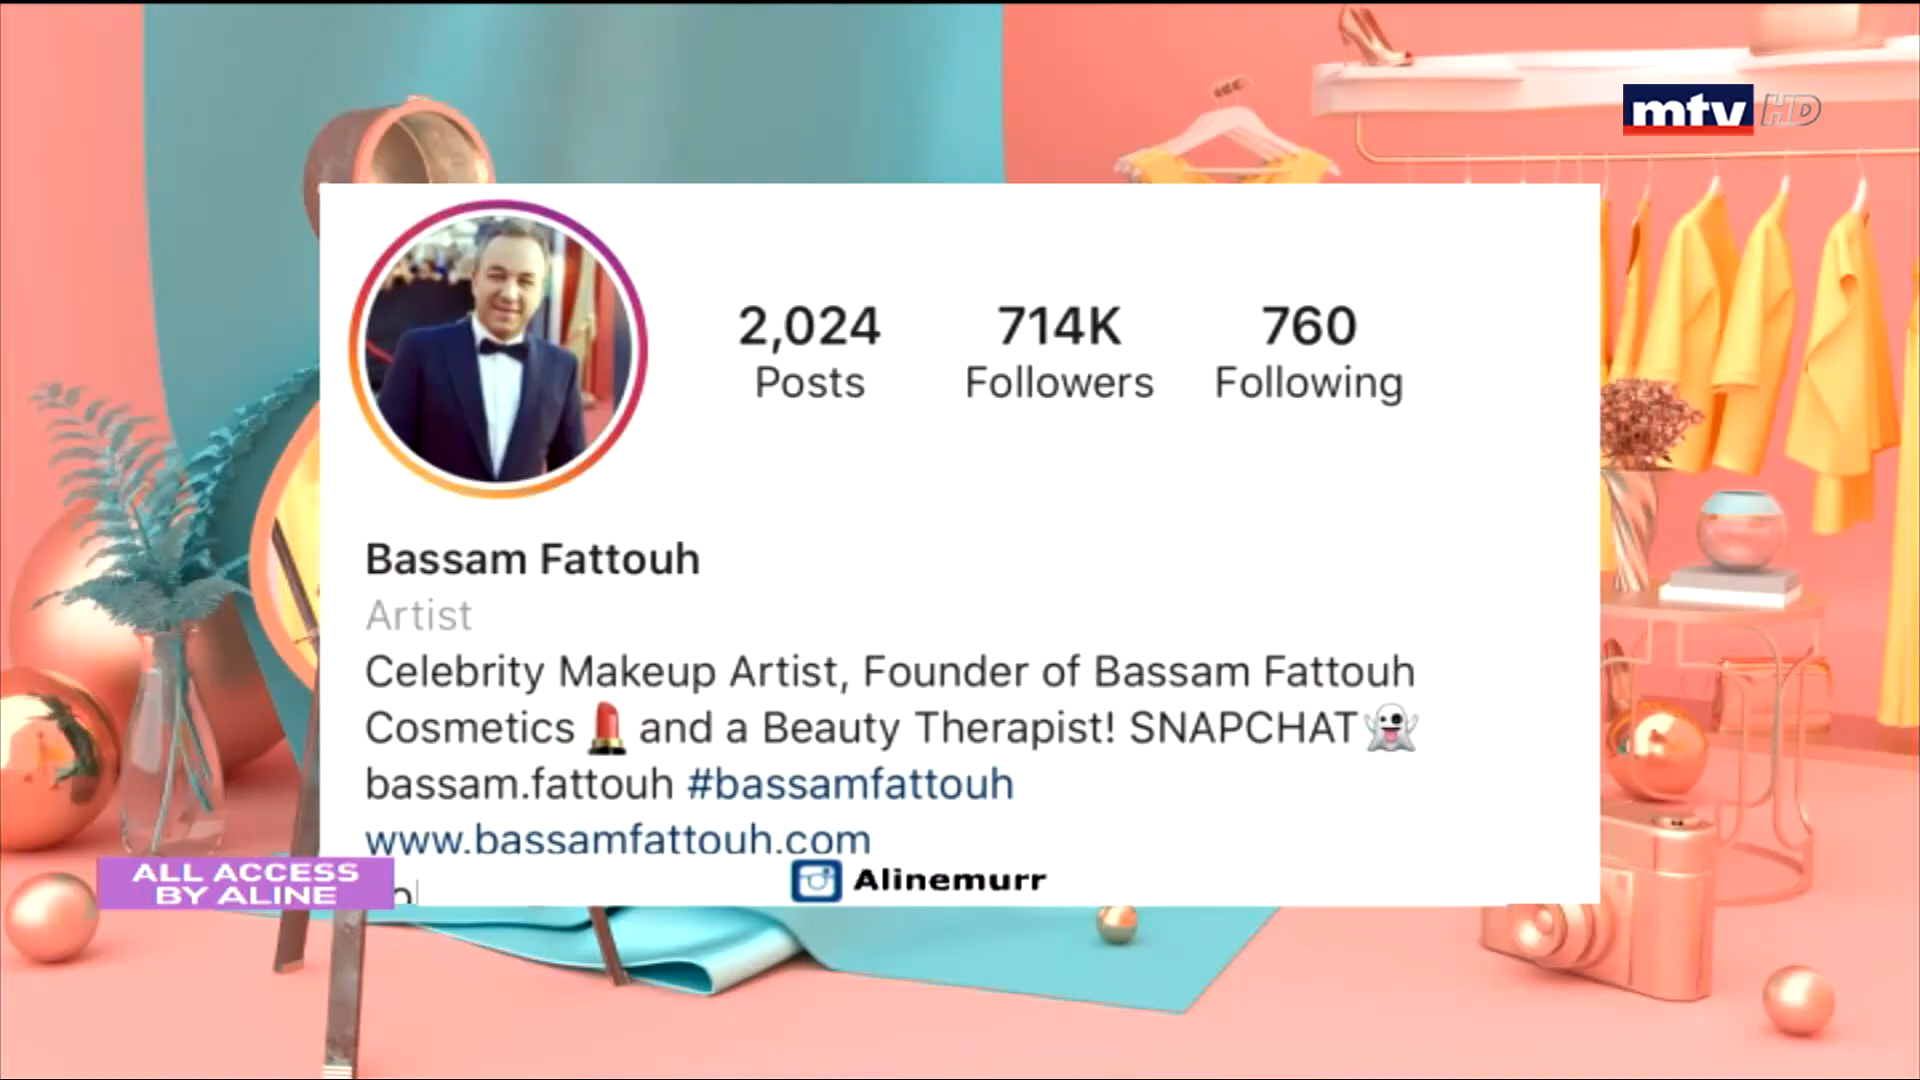 mtv HD
2,024 714K 760
Posts Followers Following
Bassam Fattouh
Artist
Celebrity Makeup Artist, Founder of Bassam Fattouh
Cosmetics 💄 and a Beauty Therapist! SNAPCHAT👻
bassam.fattouh #bassamfattouh
www.bassamfattouh.com
ALL ACCESS
BY ALINE
Alinemurr